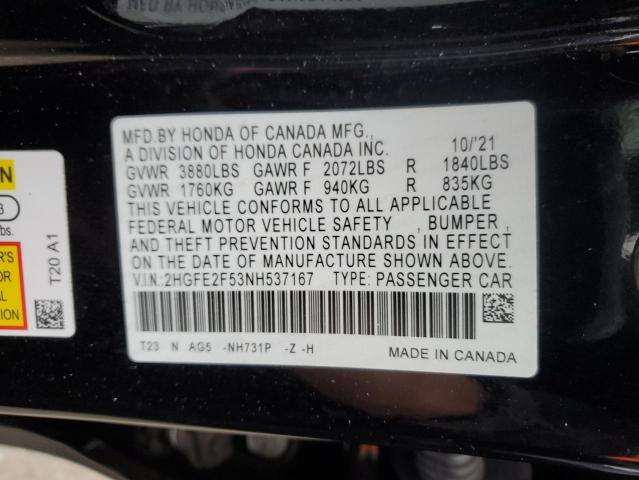 MFD.BY HONDA OF CANADA MFG.,
A DIVISION OF HONDA CANADA INC. 10/'21
GVWR 3880LBS GAWR F 2072LBS R 1840LBS
GVWR 1760KG GAWR F 940KG R 835KG
THIS VEHICLE CONFORMS TO ALL APPLICABLE
FEDERAL MOTOR VEHICLE SAFETY , BUMPER ,
AND THEFT PREVENTION STANDARDS IN EFFECT
ON THE DATE OF MANUFACTURE SHOWN ABOVE.
V.I.N.:2HGFE2F53NH537167 TYPE: PASSENGER CAR
T23 N AG5 -NH731P -Z -H
MADE IN CANADA
T20 A1